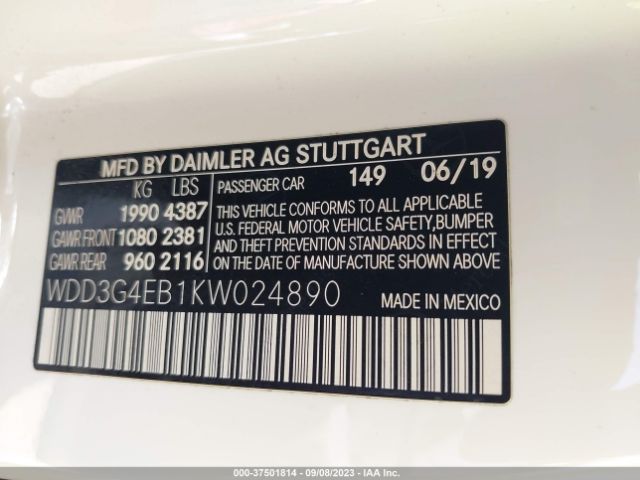 MFD BY DAIMLER AG STUTTGART
KG LBS
GVWR 1990 4387
GAWR FRONT 1080 2381
GAWR REAR 960 2116
PASSENGER CAR 149 06/19
THIS VEHICLE CONFORMS TO ALL APPLICABLE
U.S. FEDERAL MOTOR VEHICLE SAFETY,BUMPER
AND THEFT PREVENTION STANDARDS IN EFFECT
ON THE DATE OF MANUFACTURE SHOWN ABOVE
WDD3G4EB1KW024890
MADE IN MEXICO
000-37501814 - 09/08/2023 - IAA Inc.